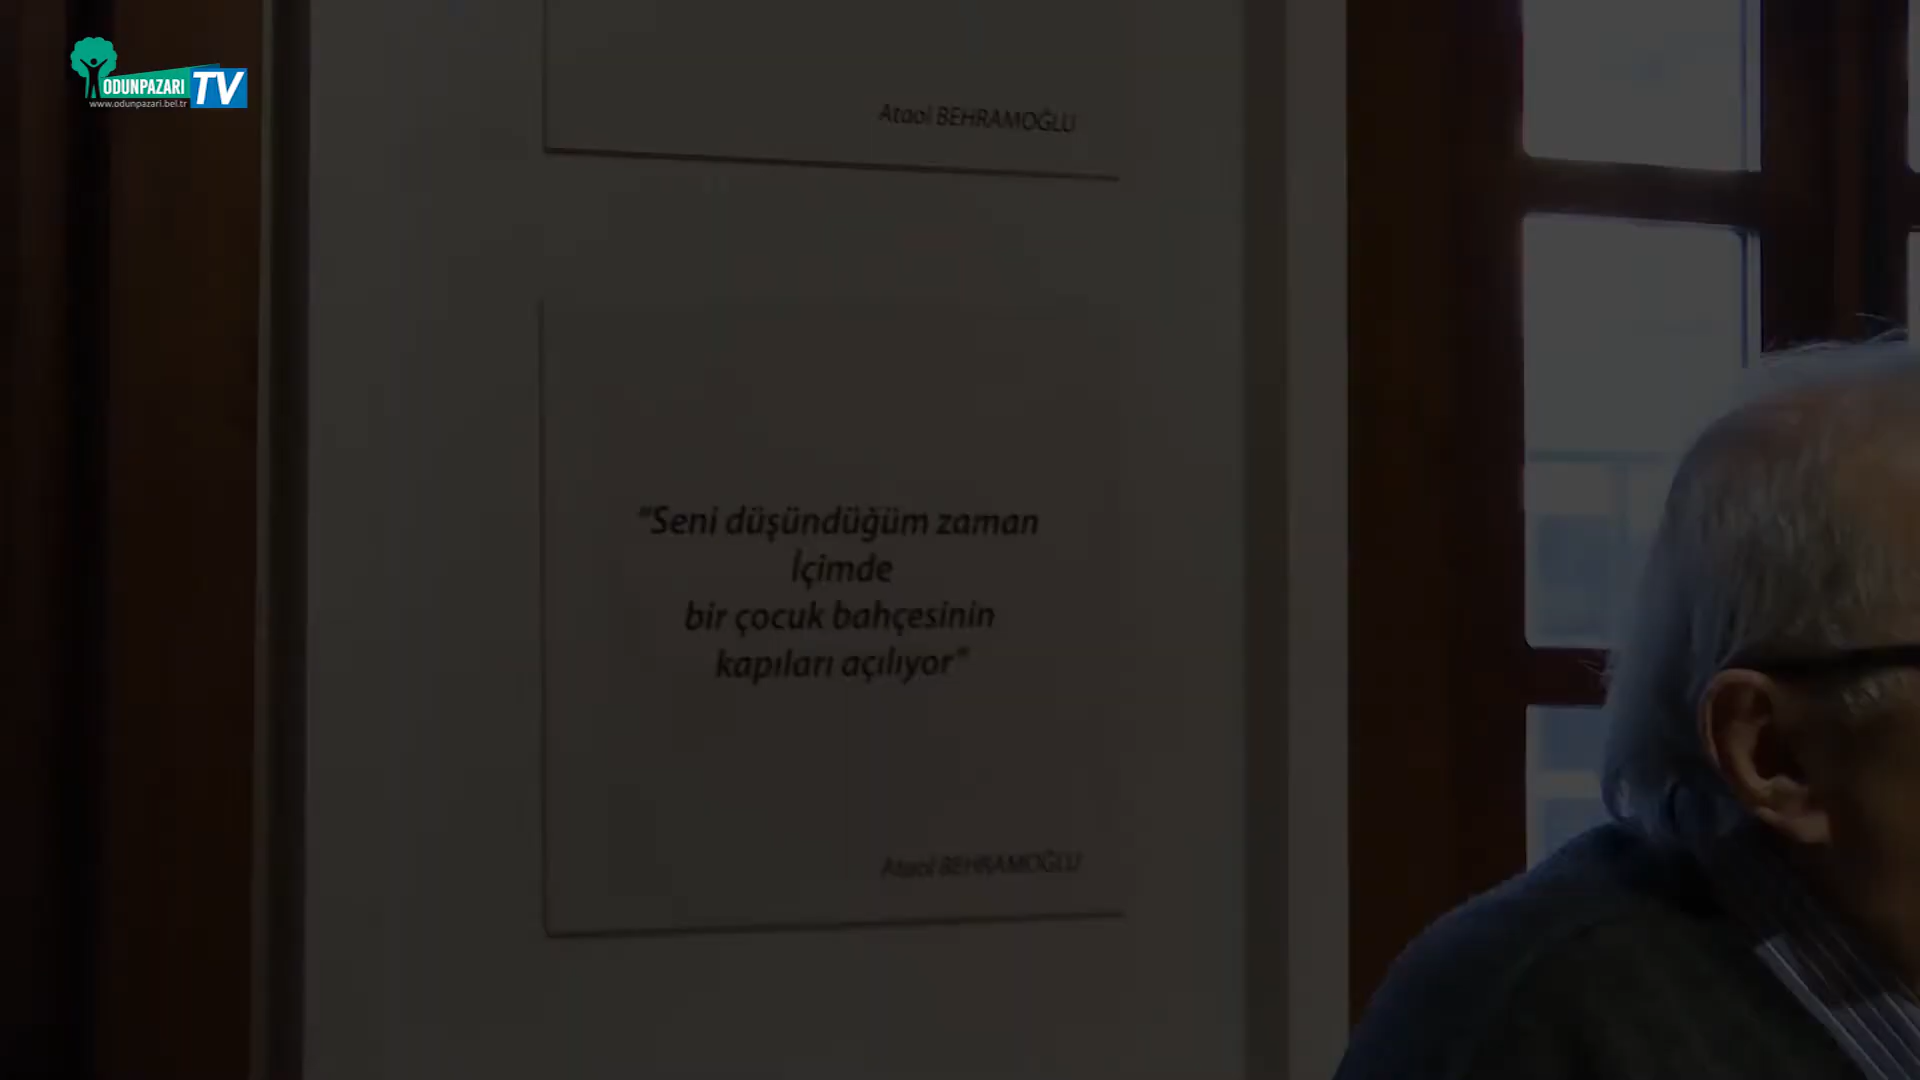 ODUNPAZARI TV
www.odunpazari.bel.tr
Ataol BEHRAMOĞLU
"Seni düşündüğüm zaman
İçimde
bir çocuk bahçesinin
kapıları açılıyor"
Ataol BEHRAMOĞLU